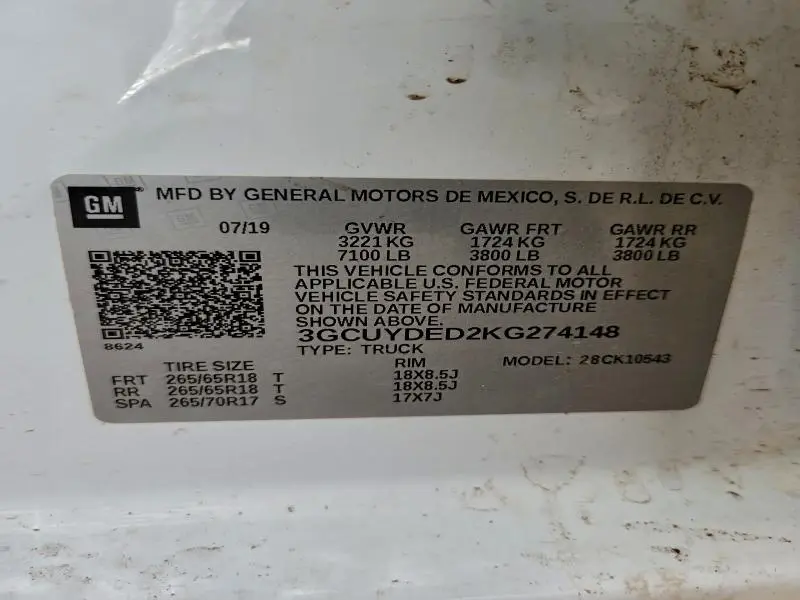 GM
MFD BY GENERAL MOTORS DE MEXICO, S. DE R.L. DE C.V.
07/19 GVWR GAWR FRT GAWR RR
3221 KG 1724 KG 1724 KG
7100 LB 3800 LB 3800 LB
THIS VEHICLE CONFORMS TO ALL
APPLICABLE U.S. FEDERAL MOTOR
VEHICLE SAFETY STANDARDS IN EFFECT
ON THE DATE OF MANUFACTURE
SHOWN ABOVE.
3GCUYDED2KG274148
8624
TYPE: TRUCK
MODEL: 28CK10543
TIRE SIZE RIM
FRT 265/65R18 T 18X8.5J
RR 265/65R18 T 18X8.5J
SPA 265/70R17 S 17X7J